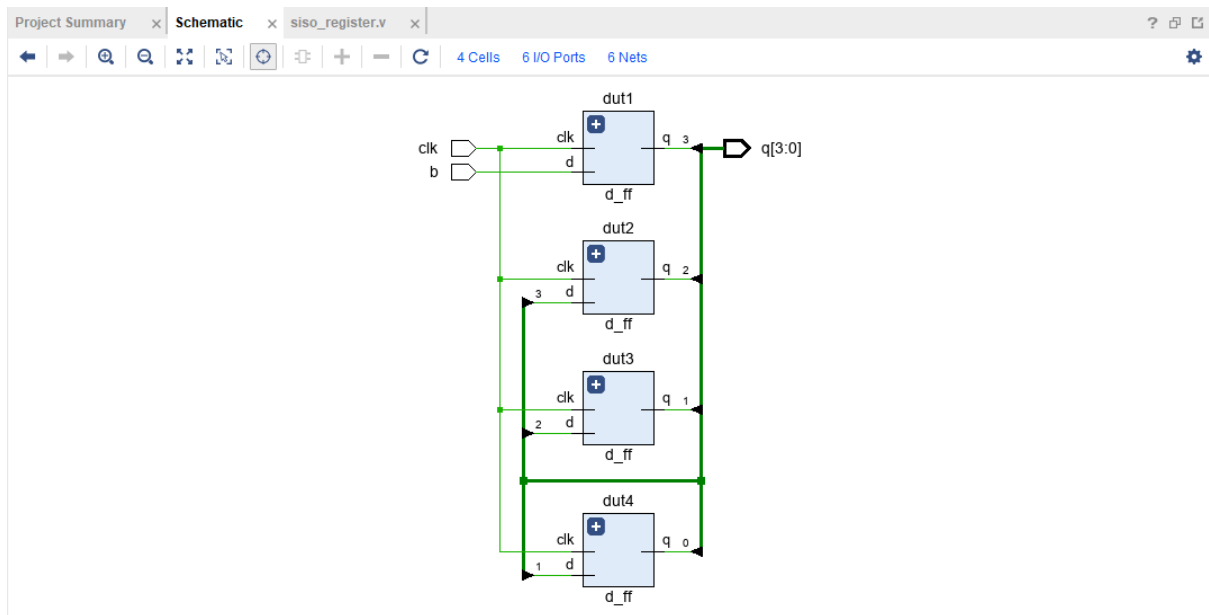 Project Summary × Schematic × siso_register.v × ?
4 Cells 6 I/O Ports 6 Nets
dut1
clk clk q 3 q[3:0]
b d
d_ff
dut2
clk q 2
3 d
d_ff
dut3
clk q 1
2 d
d_ff
dut4
clk q 0
1 d
d_ff